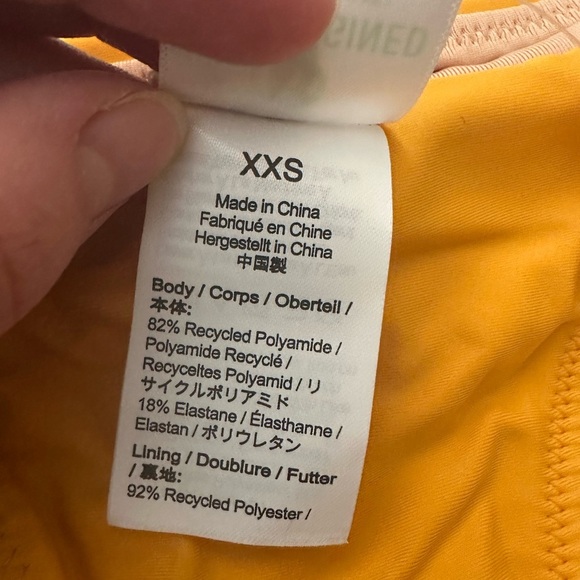 XXS
Made in China
Fabriqué en Chine
Hergestellt in China
中国製
Body / Corps / Oberteil /
本体:
82% Recycled Polyamide /
Polyamide Recyclé /
Recyceltes Polyamid / リ
サイクルポリアミド
18% Elastane / Élasthanne /
Elastan / ポリウレタン
Lining / Doublure / Futter
/ 裏地:
92% Recycled Polyester /